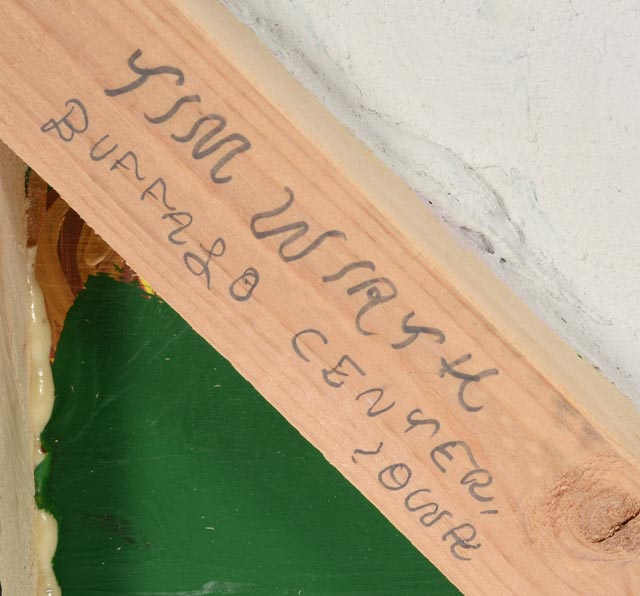 TIM WIRTH
BUFFALO CENTER,
IOWA